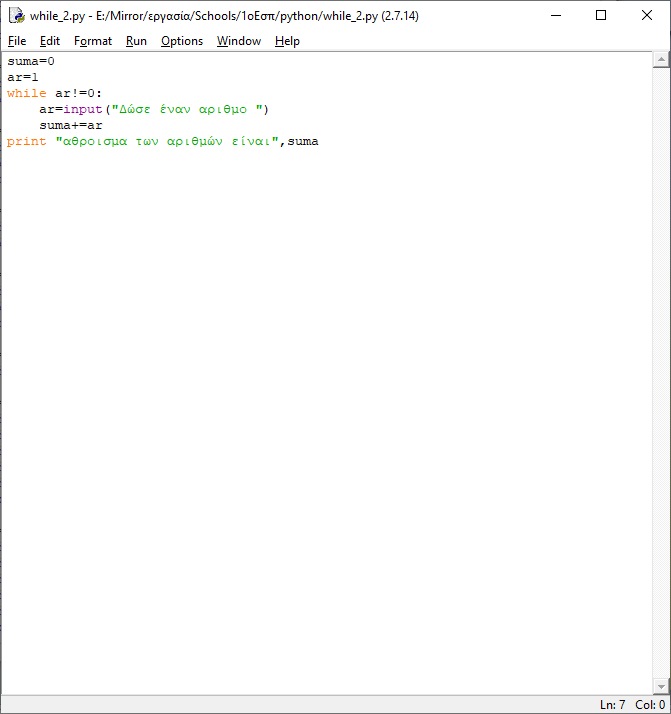 while_2.py - E:/Mirror/εργασία/Schools/1οΕσπ/python/while_2.py (2.7.14)
File Edit Format Run Options Window Help
suma=0
ar=1
while ar!=0:
    ar=input("Δώσε έναν αριθμο ")
    suma+=ar
print "αθροισμα των αριθμών είναι",suma
Ln: 7 Col: 0